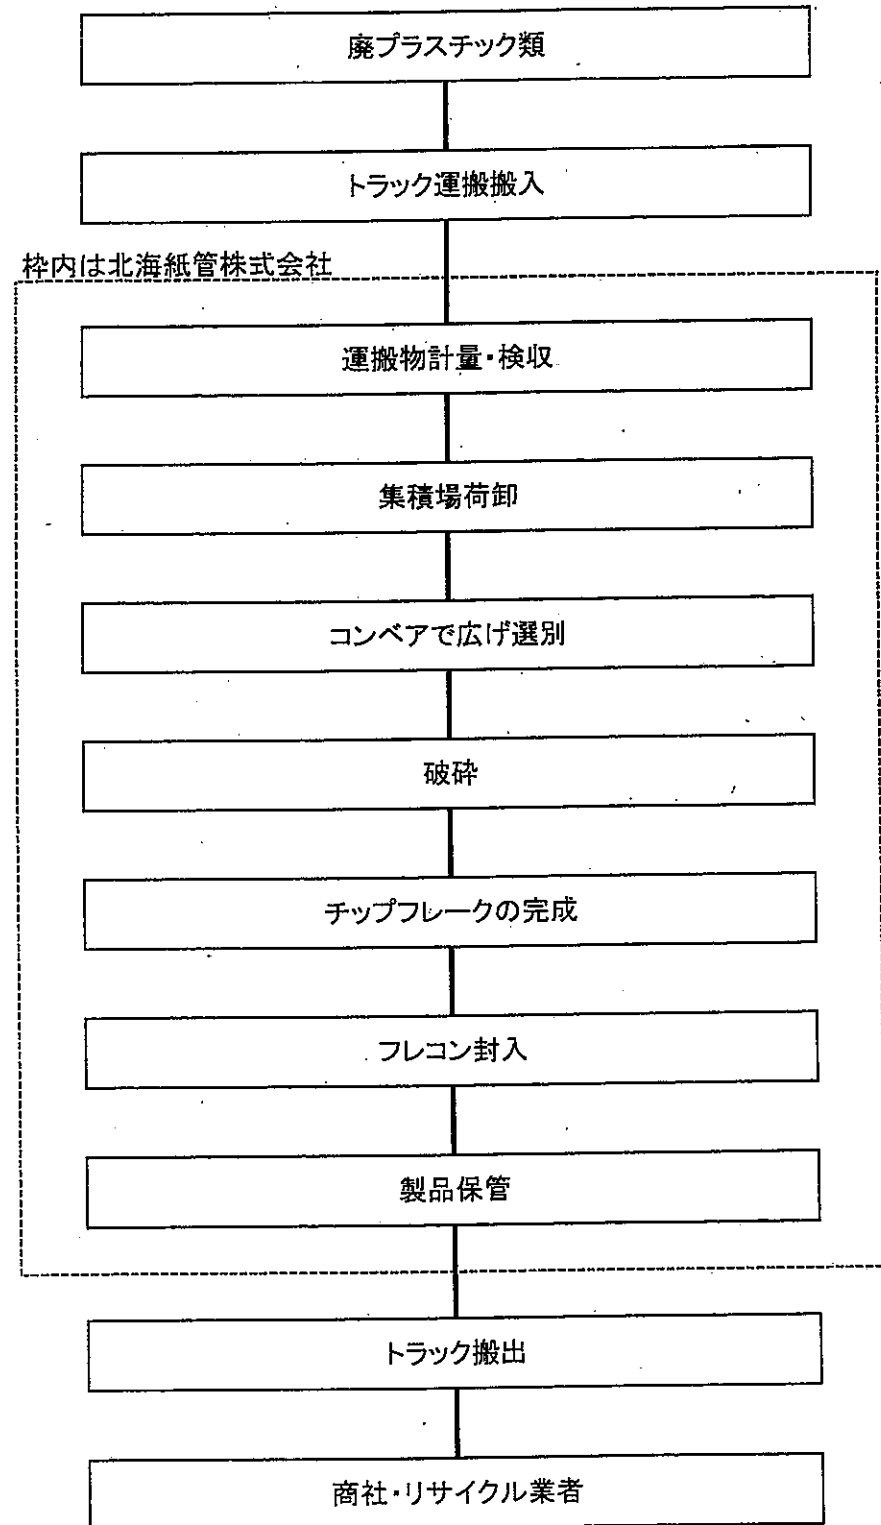 廃プラスチック類
トラック運搬搬入
枠内は北海紙管株式会社
運搬物計量・検収
集積場荷卸
コンベアで広げ選別
破砕
チップフレークの完成
フレコン封入
製品保管
トラック搬出
商社・リサイクル業者